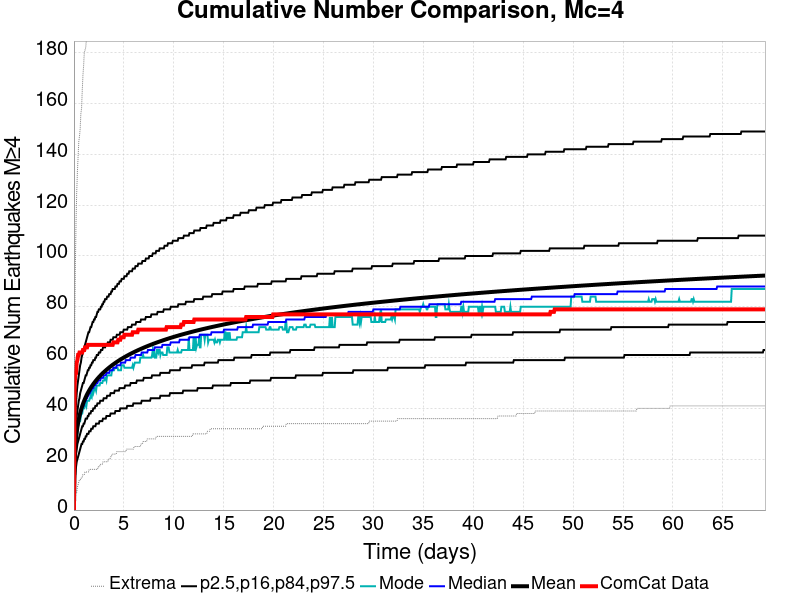 Cumulative Number Comparison, Mc=4
Cumulative Num Earthquakes M≥4
180
160
140
120
100
80
60
40
20
0
0 5 10 15 20 25 30 35 40 45 50 55 60 65
Time (days)
Extrema p2.5,p16,p84,p97.5 Mode Median Mean ComCat Data